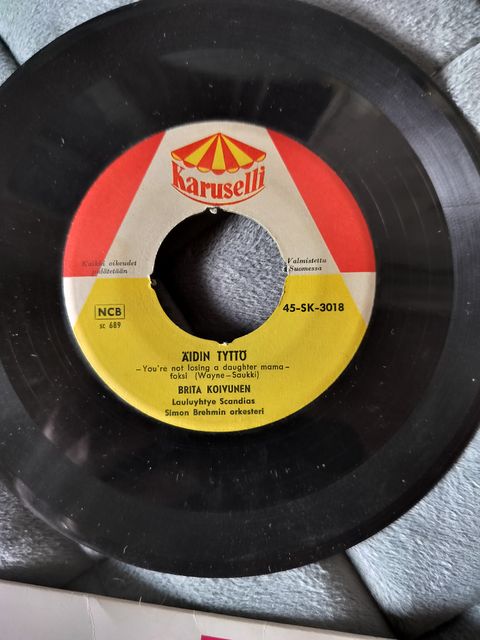 Karuselli
Kaikki oikeudet
pidätetään
Valmistettu
Suomessa
NCB
sc 689
45-SK-3018
ÄIDIN TYTTÖ
–You're not losing a daughter mama–
foksi (Wayne–Saukki)
BRITA KOIVUNEN
Lauluyhtye Scandias
Simon Brehmin orkesteri